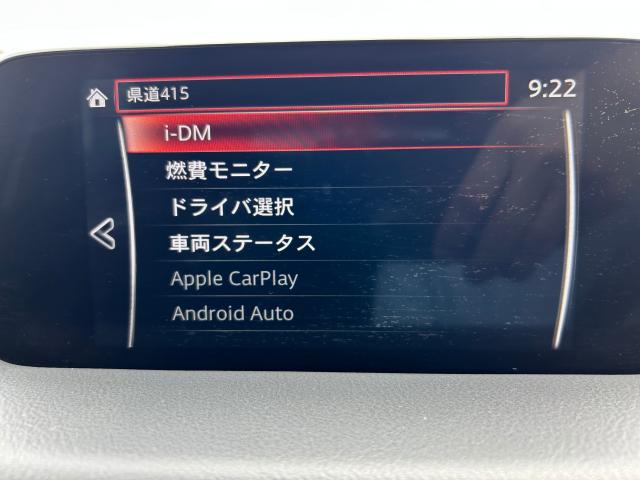 県道415
9:22
i-DM
燃費モニター
ドライバ選択
車両ステータス
Apple CarPlay
Android Auto